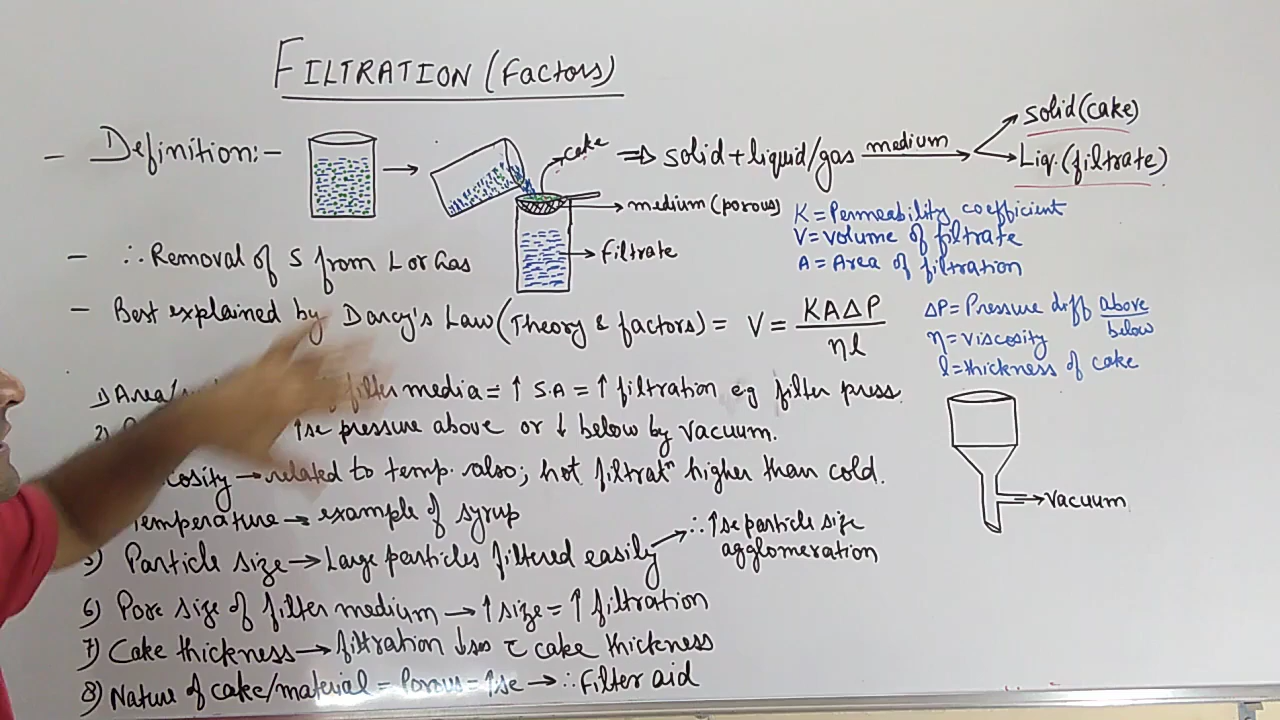 FILTRATION (Factors)
- Definition:-
cake
⇒ solid + liquid/gas medium → solid (cake)
Liq. (filtrate)
medium (porous)
filtrate
K = Permeability coefficient
V = volume of filtrate
A = Area of filtration
- ∴ Removal of S from L or Gas
- Best explained by Darcy's Law (Theory & factors) = V = KAΔP / ηl
ΔP = Pressure diff above / below
η = viscosity
l = thickness of cake
1) Area/ filter media = ↑ S.A = ↑ filtration e.g filter press.
2) ↑se pressure above or ↓ below by vacuum.
cosity → related to temp. also; hot filtratⁿ higher than cold.
Temperature → example of syrup
5) Particle size → Large particles filtered easily → ∴ ↑se particle size
agglomeration
6) Pore size of filter medium → ↑ size = ↑ filtration
7) Cake thickness → filtration ↓ses c̄ cake thickness
8) Nature of cake/material = Porous = ↑se → ∴ Filter aid
→ vacuum